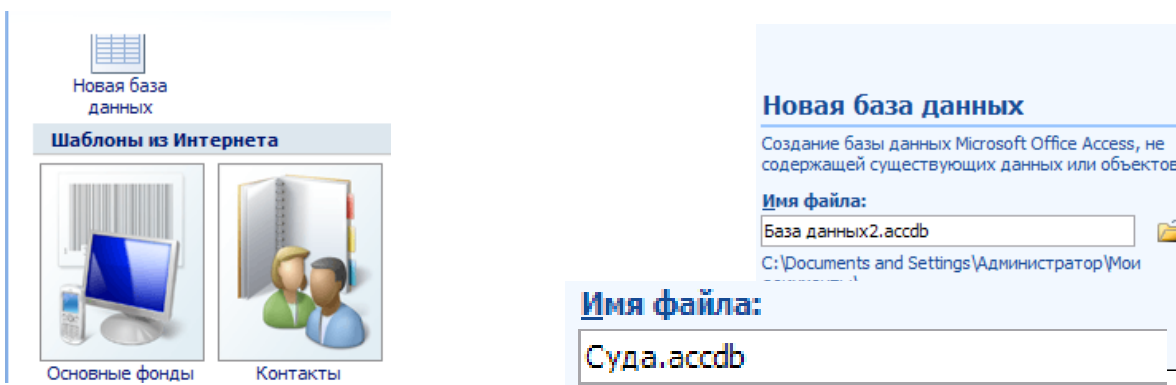 Новая база
данных
Шаблоны из Интернета
Основные фонды
Контакты
Новая база данных
Создание базы данных Microsoft Office Access, не
содержащей существующих данных или объектов
Имя файла:
База данных2.accdb
C:\Documents and Settings\Администратор\Мои
Имя файла:
Суда.accdb